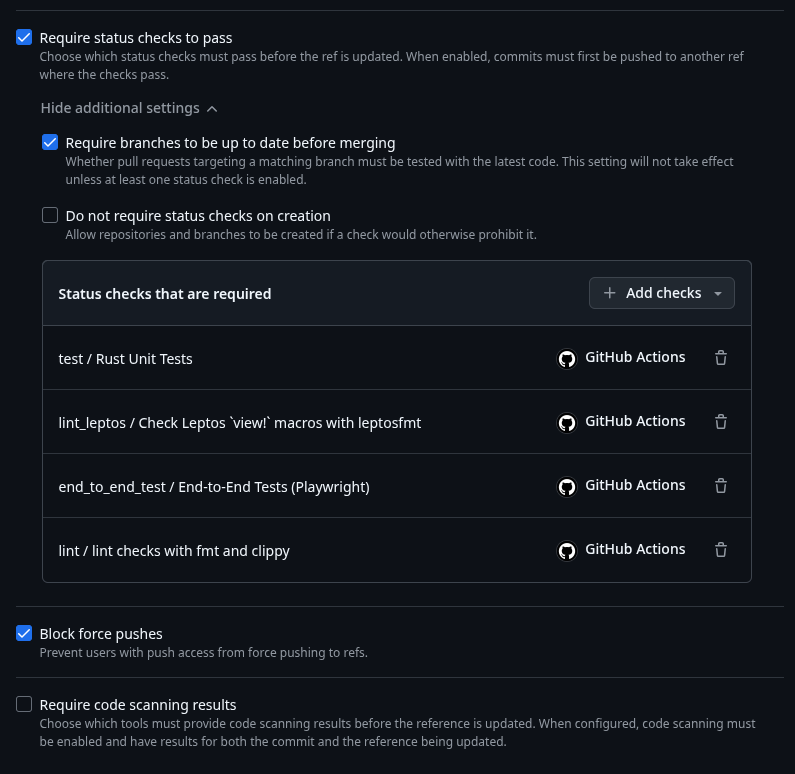 Require status checks to pass
Choose which status checks must pass before the ref is updated. When enabled, commits must first be pushed to another ref
where the checks pass.
Hide additional settings
Require branches to be up to date before merging
Whether pull requests targeting a matching branch must be tested with the latest code. This setting will not take effect
unless at least one status check is enabled.
Do not require status checks on creation
Allow repositories and branches to be created if a check would otherwise prohibit it.
Status checks that are required
Add checks
test / Rust Unit Tests
GitHub Actions
lint_leptos / Check Leptos `view!` macros with leptosfmt
GitHub Actions
end_to_end_test / End-to-End Tests (Playwright)
GitHub Actions
lint / lint checks with fmt and clippy
GitHub Actions
Block force pushes
Prevent users with push access from force pushing to refs.
Require code scanning results
Choose which tools must provide code scanning results before the reference is updated. When configured, code scanning must
be enabled and have results for both the commit and the reference being updated.